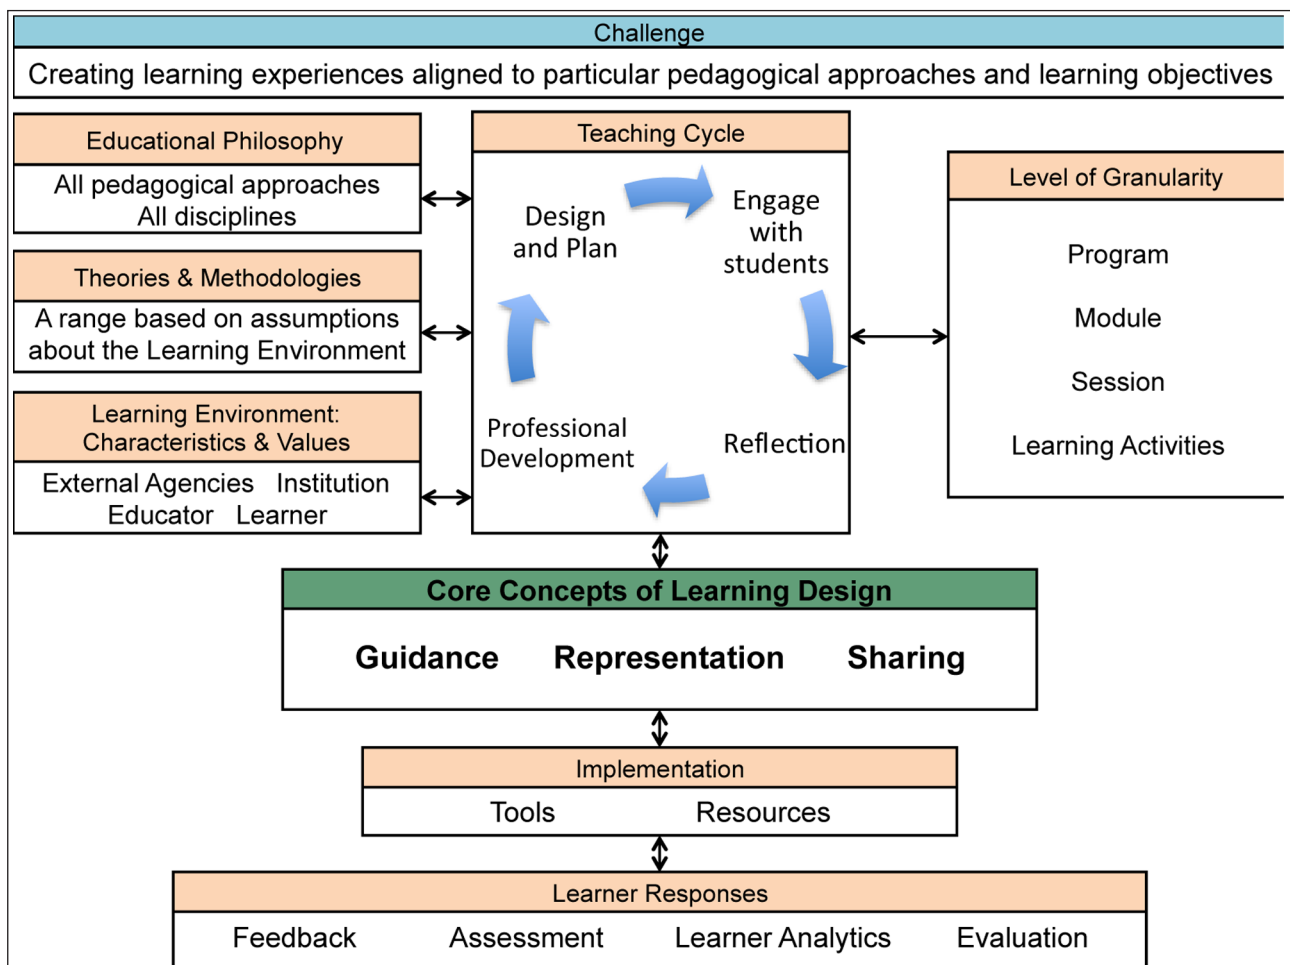 Challenge
Creating learning experiences aligned to particular pedagogical approaches and learning objectives
Educational Philosophy
All pedagogical approaches
All disciplines
Theories & Methodologies
A range based on assumptions
about the Learning Environment
Learning Environment:
Characteristics & Values
External Agencies Institution
Educator Learner
Teaching Cycle
Design
and Plan
Engage
with
students
Reflection
Professional
Development
Level of Granularity
Program
Module
Session
Learning Activities
Core Concepts of Learning Design
Guidance Representation Sharing
Implementation
Tools Resources
Learner Responses
Feedback Assessment Learner Analytics Evaluation